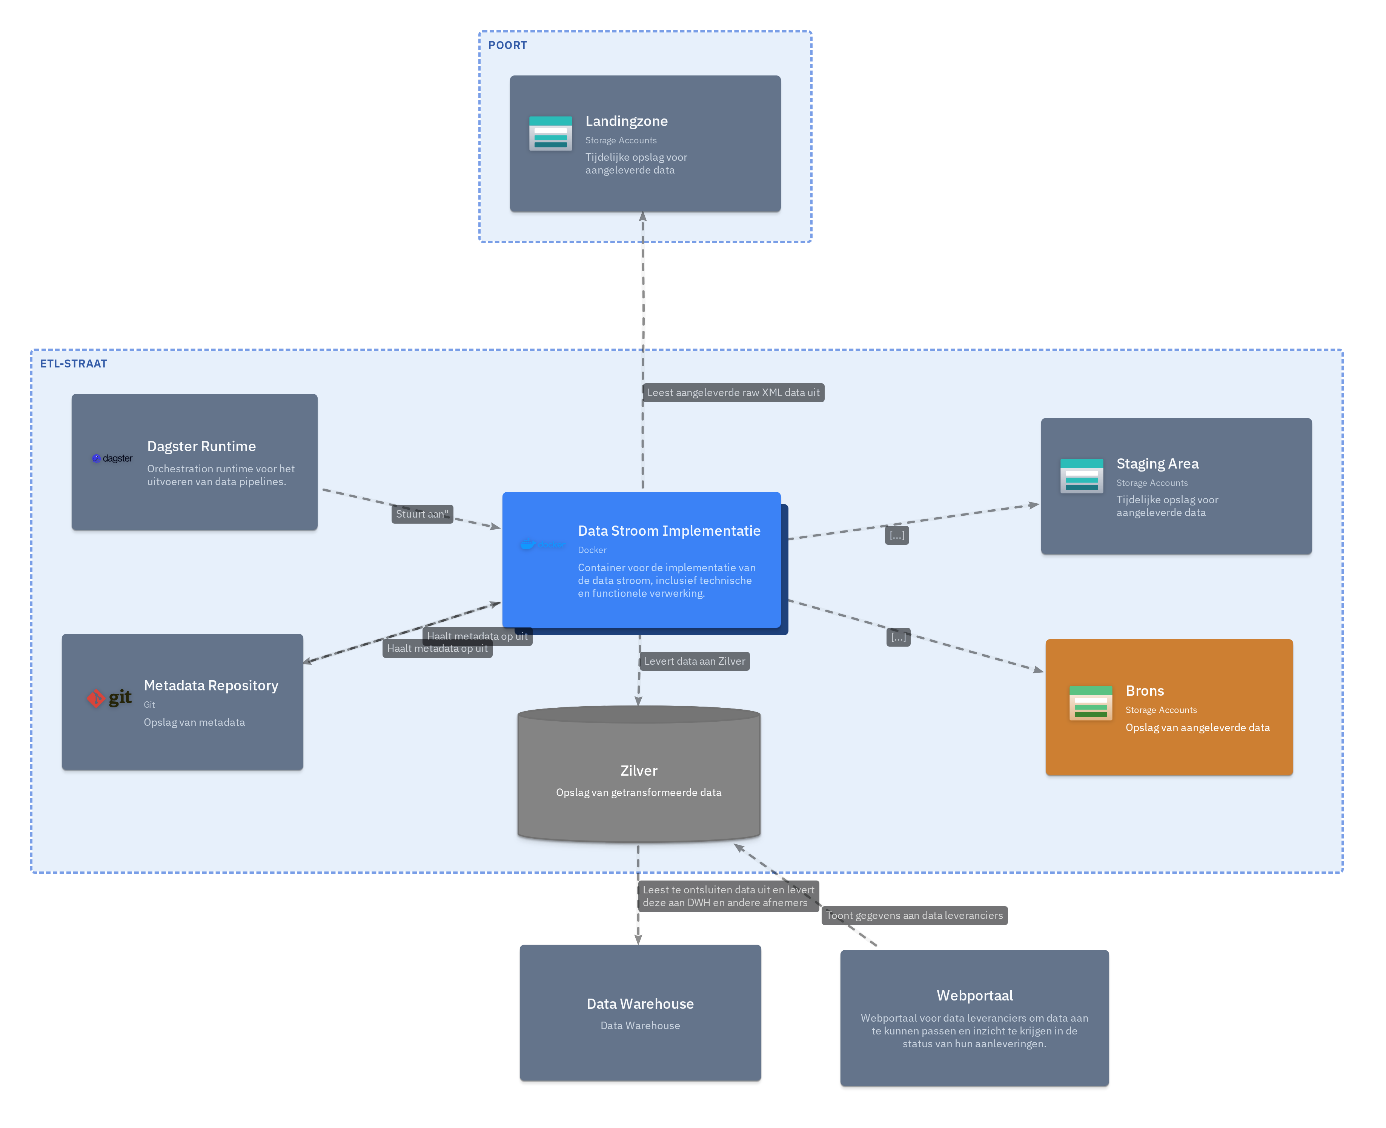 POORT
Landingzone
Storage Accounts
Tijdelijke opslag voor
aangeleverde data
ETL-STRAAT
Leest aangeleverde raw XML data uit
dagster
Dagster Runtime
Orchestration runtime voor het
uitvoeren van data pipelines.
Stuurt aan"
Staging Area
Storage Accounts
Tijdelijke opslag voor
aangeleverde data
[...]
Data Stroom Implementatie
Docker
Container voor de implementatie van
de data stroom, inclusief technische
en functionele verwerking.
Haalt metadata op uit
Haalt metadata op uit
[...]
Levert data aan Zilver
git
Metadata Repository
Git
Opslag van metadata
Brons
Storage Accounts
Opslag van aangeleverde data
Zilver
Opslag van getransformeerde data
Leest te ontsluiten data uit en levert
deze aan DWH en andere afnemers
Toont gegevens aan data leveranciers
Data Warehouse
Data Warehouse
Webportaal
Webportaal voor data leveranciers om data aan
te kunnen passen en inzicht te krijgen in de
status van hun aanleveringen.